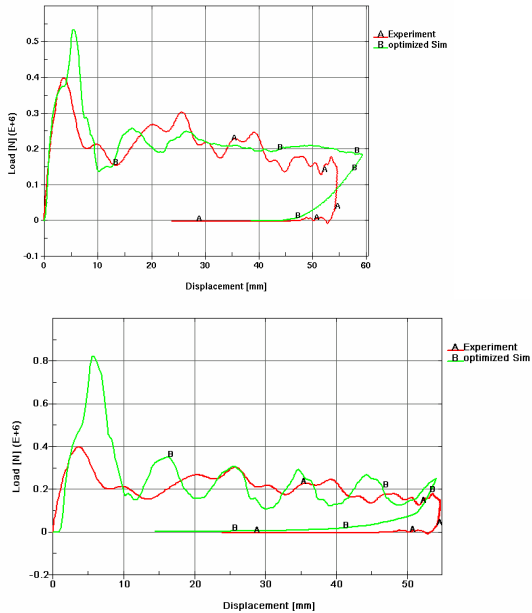 A Experiment
B optimized Sim
0.5
0.4
0.3
0.2
0.1
0
-0.1
Load [N] (E+6)
A
B
B
B
B
A
B
A
B
A
A
0 10 20 30 40 50 60
Displacement [mm]
A Experiment
B optimized Sim
0.8
0.6
0.4
0.2
0
-0.2
Load [N] (E+6)
B
A
B
B
A
A
B
A
B
A
0 10 20 30 40 50
Displacement [mm]